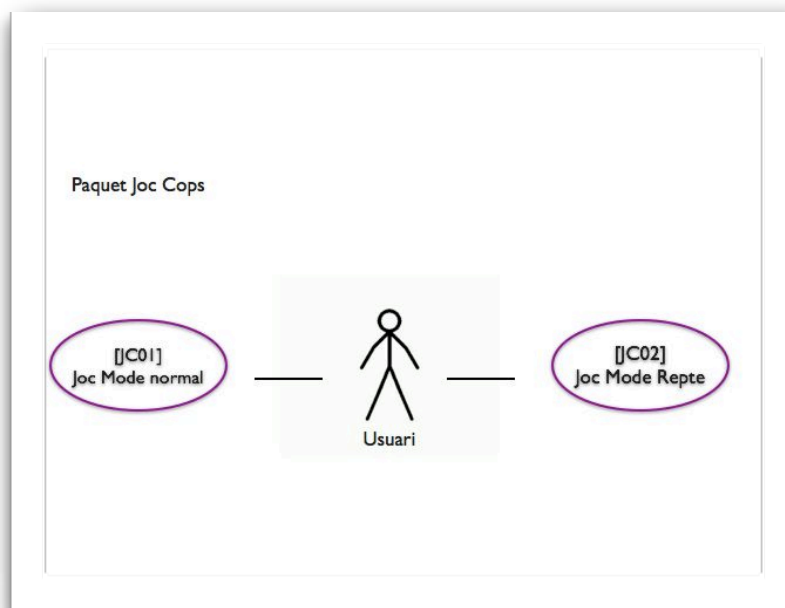 Paquet Joc Cops
[JC01]
Joc Mode normal
[JC02]
Joc Mode Repte
Usuari